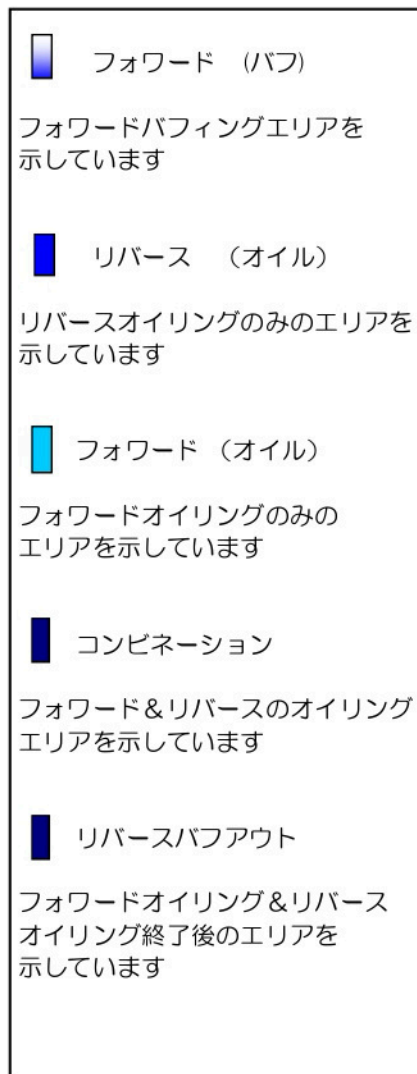 フォワード (バフ)
フォワードバフィングエリアを
示しています
リバース （オイル）
リバースオイリングのみのエリアを
示しています
フォワード （オイル）
フォワードオイリングのみの
エリアを示しています
コンビネーション
フォワード＆リバースのオイリング
エリアを示しています
リバースバフアウト
フォワードオイリング＆リバース
オイリング終了後のエリアを
示しています